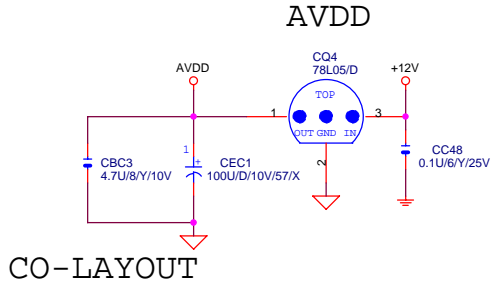 AVDD
CQ4
78L05/D
AVDD
+12V
TOP
1
3
OUT GND IN
2
1
+
CBC3
4.7U/8/Y/10V
CEC1
100U/D/10V/57/X
CC48
0.1U/6/Y/25V
CO-LAYOUT